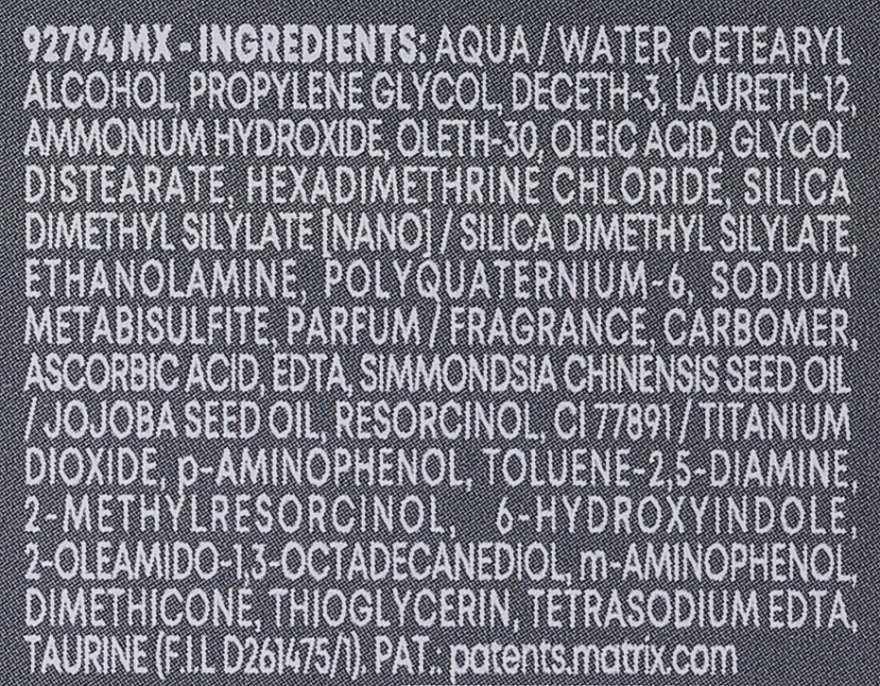 92794 MX - INGREDIENTS: AQUA / WATER, CETEARYL
ALCOHOL, PROPYLENE GLYCOL, DECETH-3, LAURETH-12,
AMMONIUM HYDROXIDE, OLETH-30, OLEIC ACID, GLYCOL
DISTEARATE, HEXADIMETHRINE CHLORIDE, SILICA
DIMETHYL SILYLATE [NANO] / SILICA DIMETHYL SILYLATE,
ETHANOLAMINE, POLYQUATERNIUM-6, SODIUM
METABISULFITE, PARFUM / FRAGRANCE, CARBOMER,
ASCORBIC ACID, EDTA, SIMMONDSIA CHINENSIS SEED OIL
/ JOJOBA SEED OIL, RESORCINOL, CI 77891 / TITANIUM
DIOXIDE, p-AMINOPHENOL, TOLUENE-2,5-DIAMINE,
2-METHYLRESORCINOL, 6-HYDROXYINDOLE,
2-OLEAMIDO-1,3-OCTADECANEDIOL, m-AMINOPHENOL,
DIMETHICONE, THIOGLYCERIN, TETRASODIUM EDTA,
TAURINE (F.I.L D261475/1). PAT.: patents.matrix.com